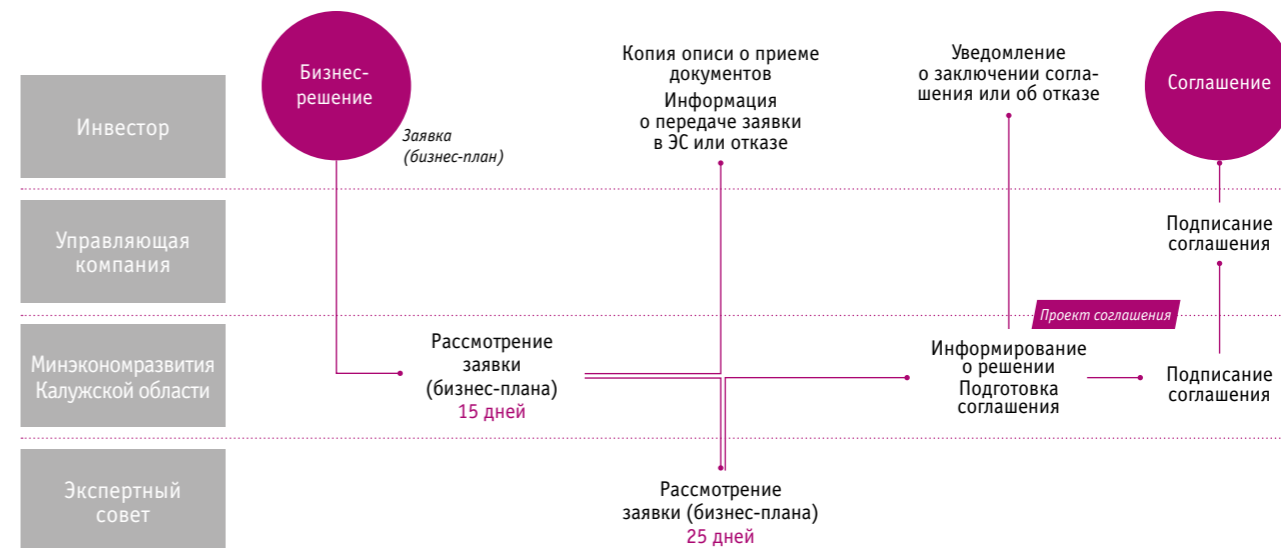 Инвестор
Бизнес-
решение
Заявка
(бизнес-план)
Копия описи о приеме
документов
Информация
о передаче заявки
в ЭС или отказе
Уведомление
о заключении согла-
шения или об отказе
Соглашение
Управляющая
компания
Подписание
соглашения
Минэкономразвития
Калужской области
Рассмотрение
заявки
(бизнес-плана)
15 дней
Проект соглашения
Информирование
о решении
Подготовка
соглашения
Подписание
соглашения
Экспертный
совет
Рассмотрение
заявки (бизнес-плана)
25 дней